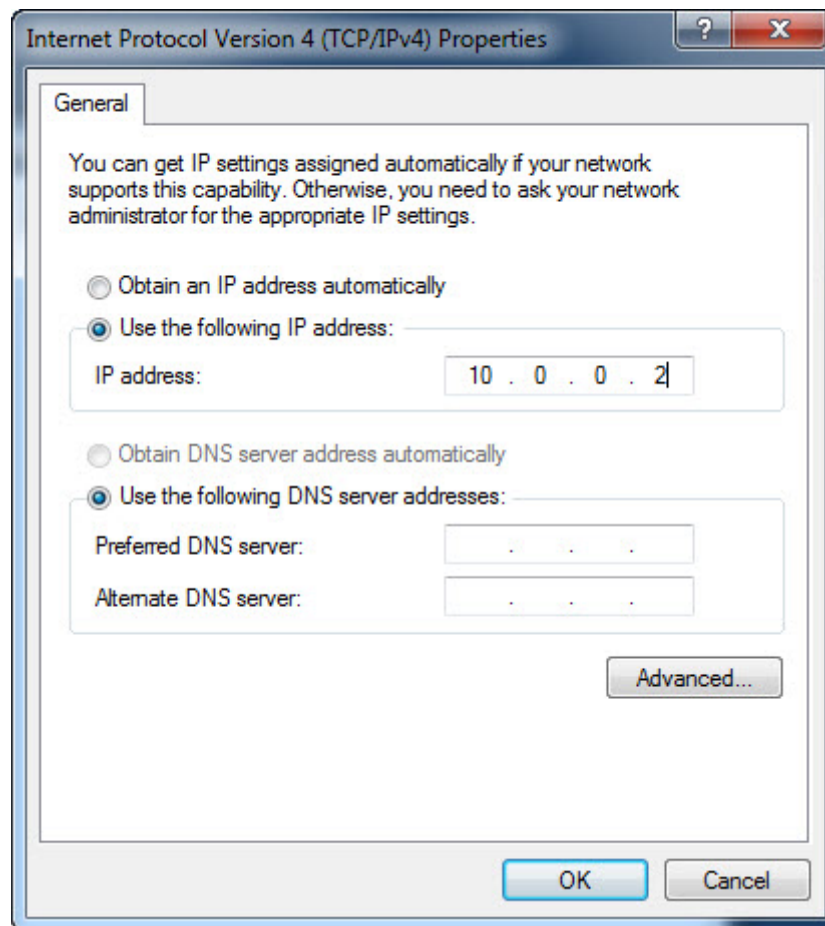 Internet Protocol Version 4 (TCP/IPv4) Properties
?
General
You can get IP settings assigned automatically if your network
supports this capability. Otherwise, you need to ask your network
administrator for the appropriate IP settings.
Obtain an IP address automatically
Use the following IP address:
IP address: 10 . 0 . 0 . 2
Obtain DNS server address automatically
Use the following DNS server addresses:
Preferred DNS server: . . .
Alternate DNS server: . . .
Advanced...
OK Cancel